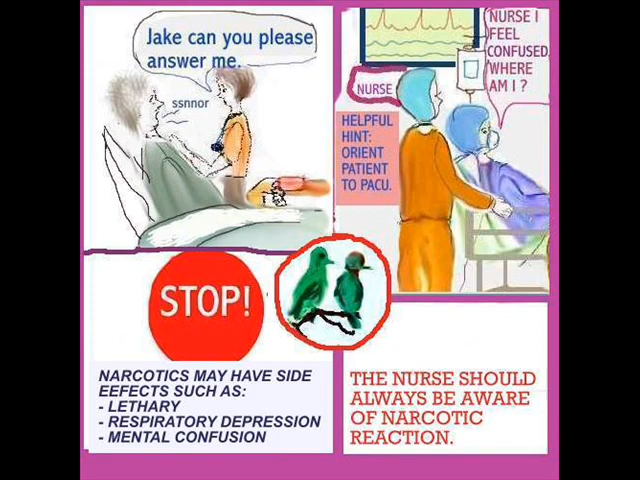 Jake can you please
answer me.
ssnnor
NURSE I
FEEL
CONFUSED.
WHERE
AM I ?
NURSE
HELPFUL
HINT:
ORIENT
PATIENT
TO PACU.
STOP!
NARCOTICS MAY HAVE SIDE
EEFECTS SUCH AS:
- LETHARY
- RESPIRATORY DEPRESSION
- MENTAL CONFUSION
THE NURSE SHOULD
ALWAYS BE AWARE
OF NARCOTIC
REACTION.